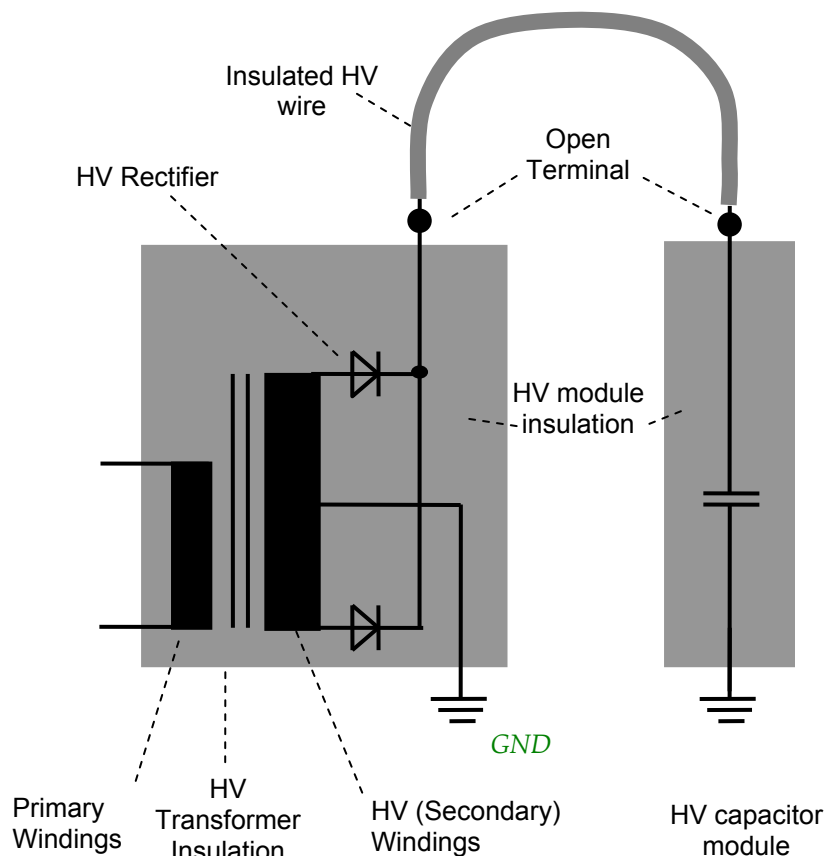 Insulated HV
wire
Open
Terminal
HV Rectifier
HV module
insulation
GND
Primary
Windings
HV
Transformer
Insulation
HV (Secondary)
Windings
HV capacitor
module